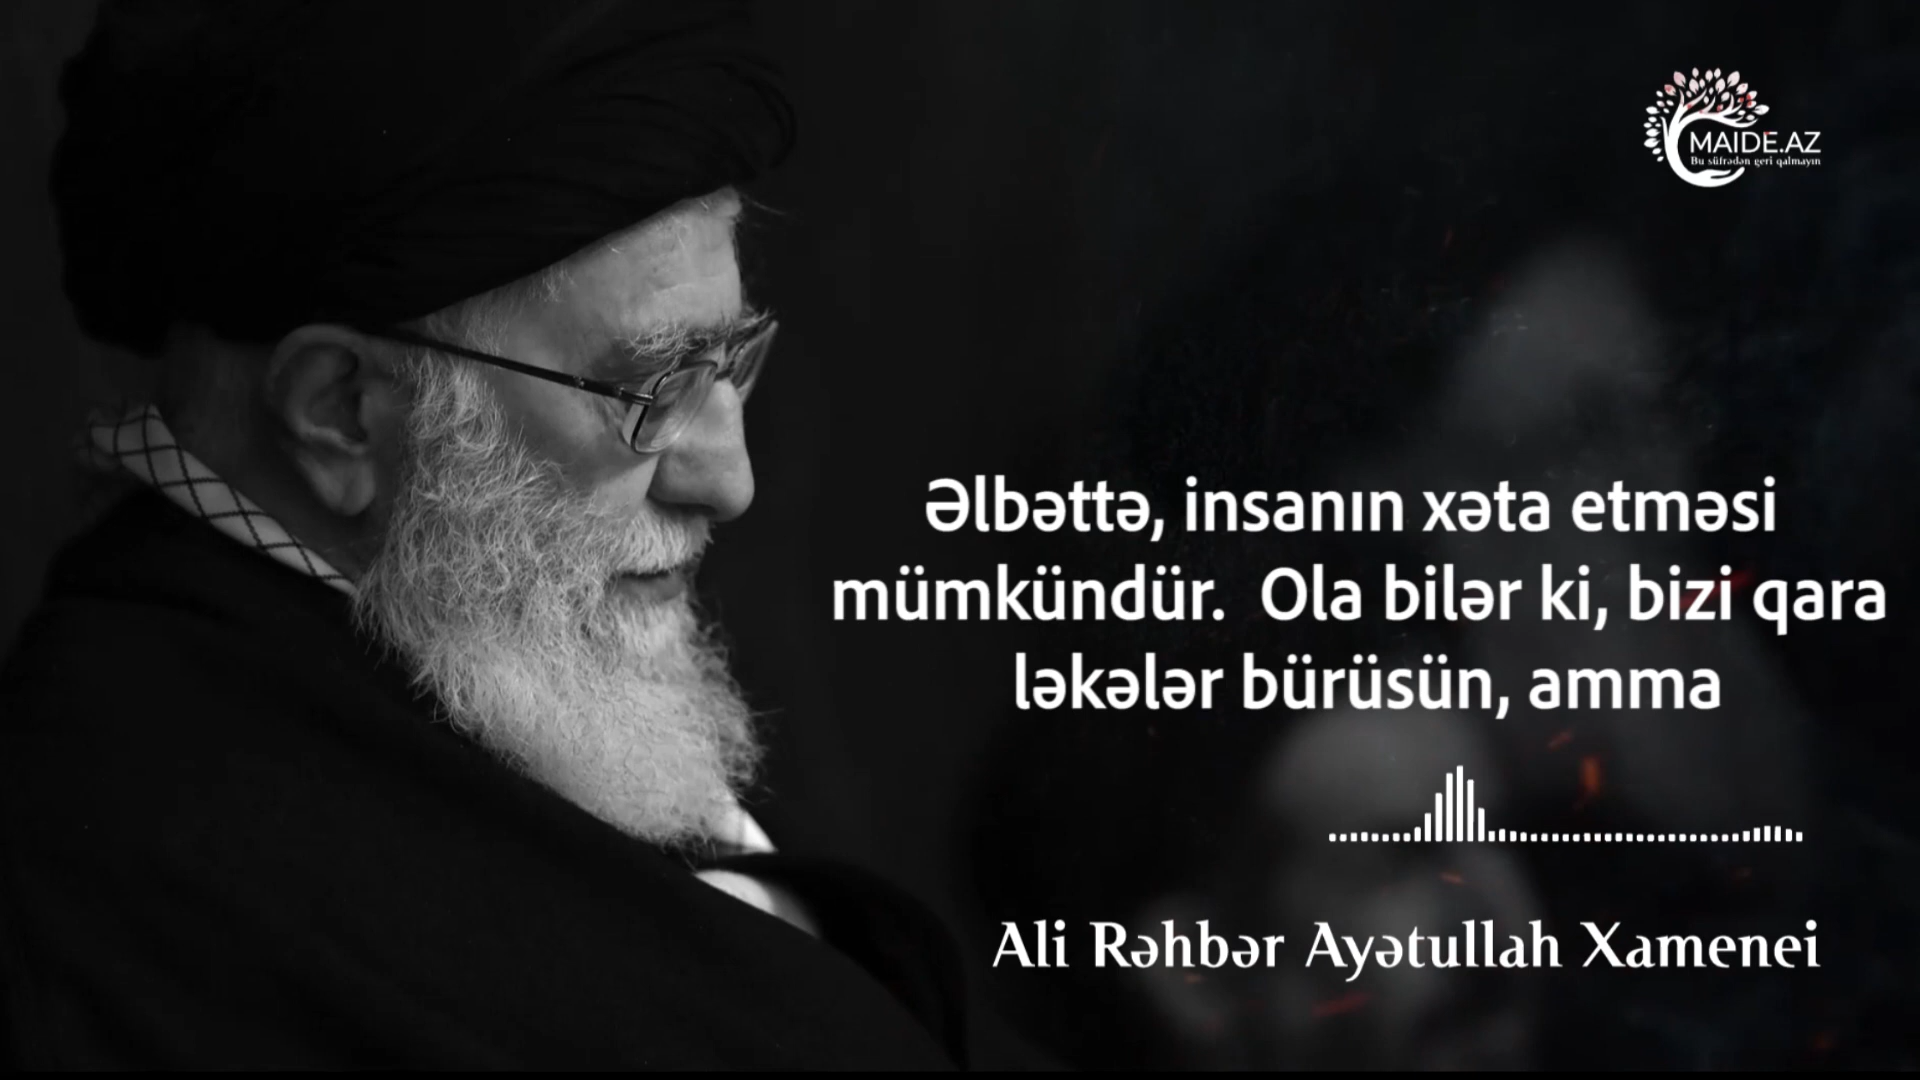 MAIDE.AZ
Bu süfrədən geri qalmayın
Əlbəttə, insanın xəta etməsi
mümkündür. Ola bilər ki, bizi qara
ləkələr bürüsün, amma
Ali Rəhbər Ayətullah Xamenei